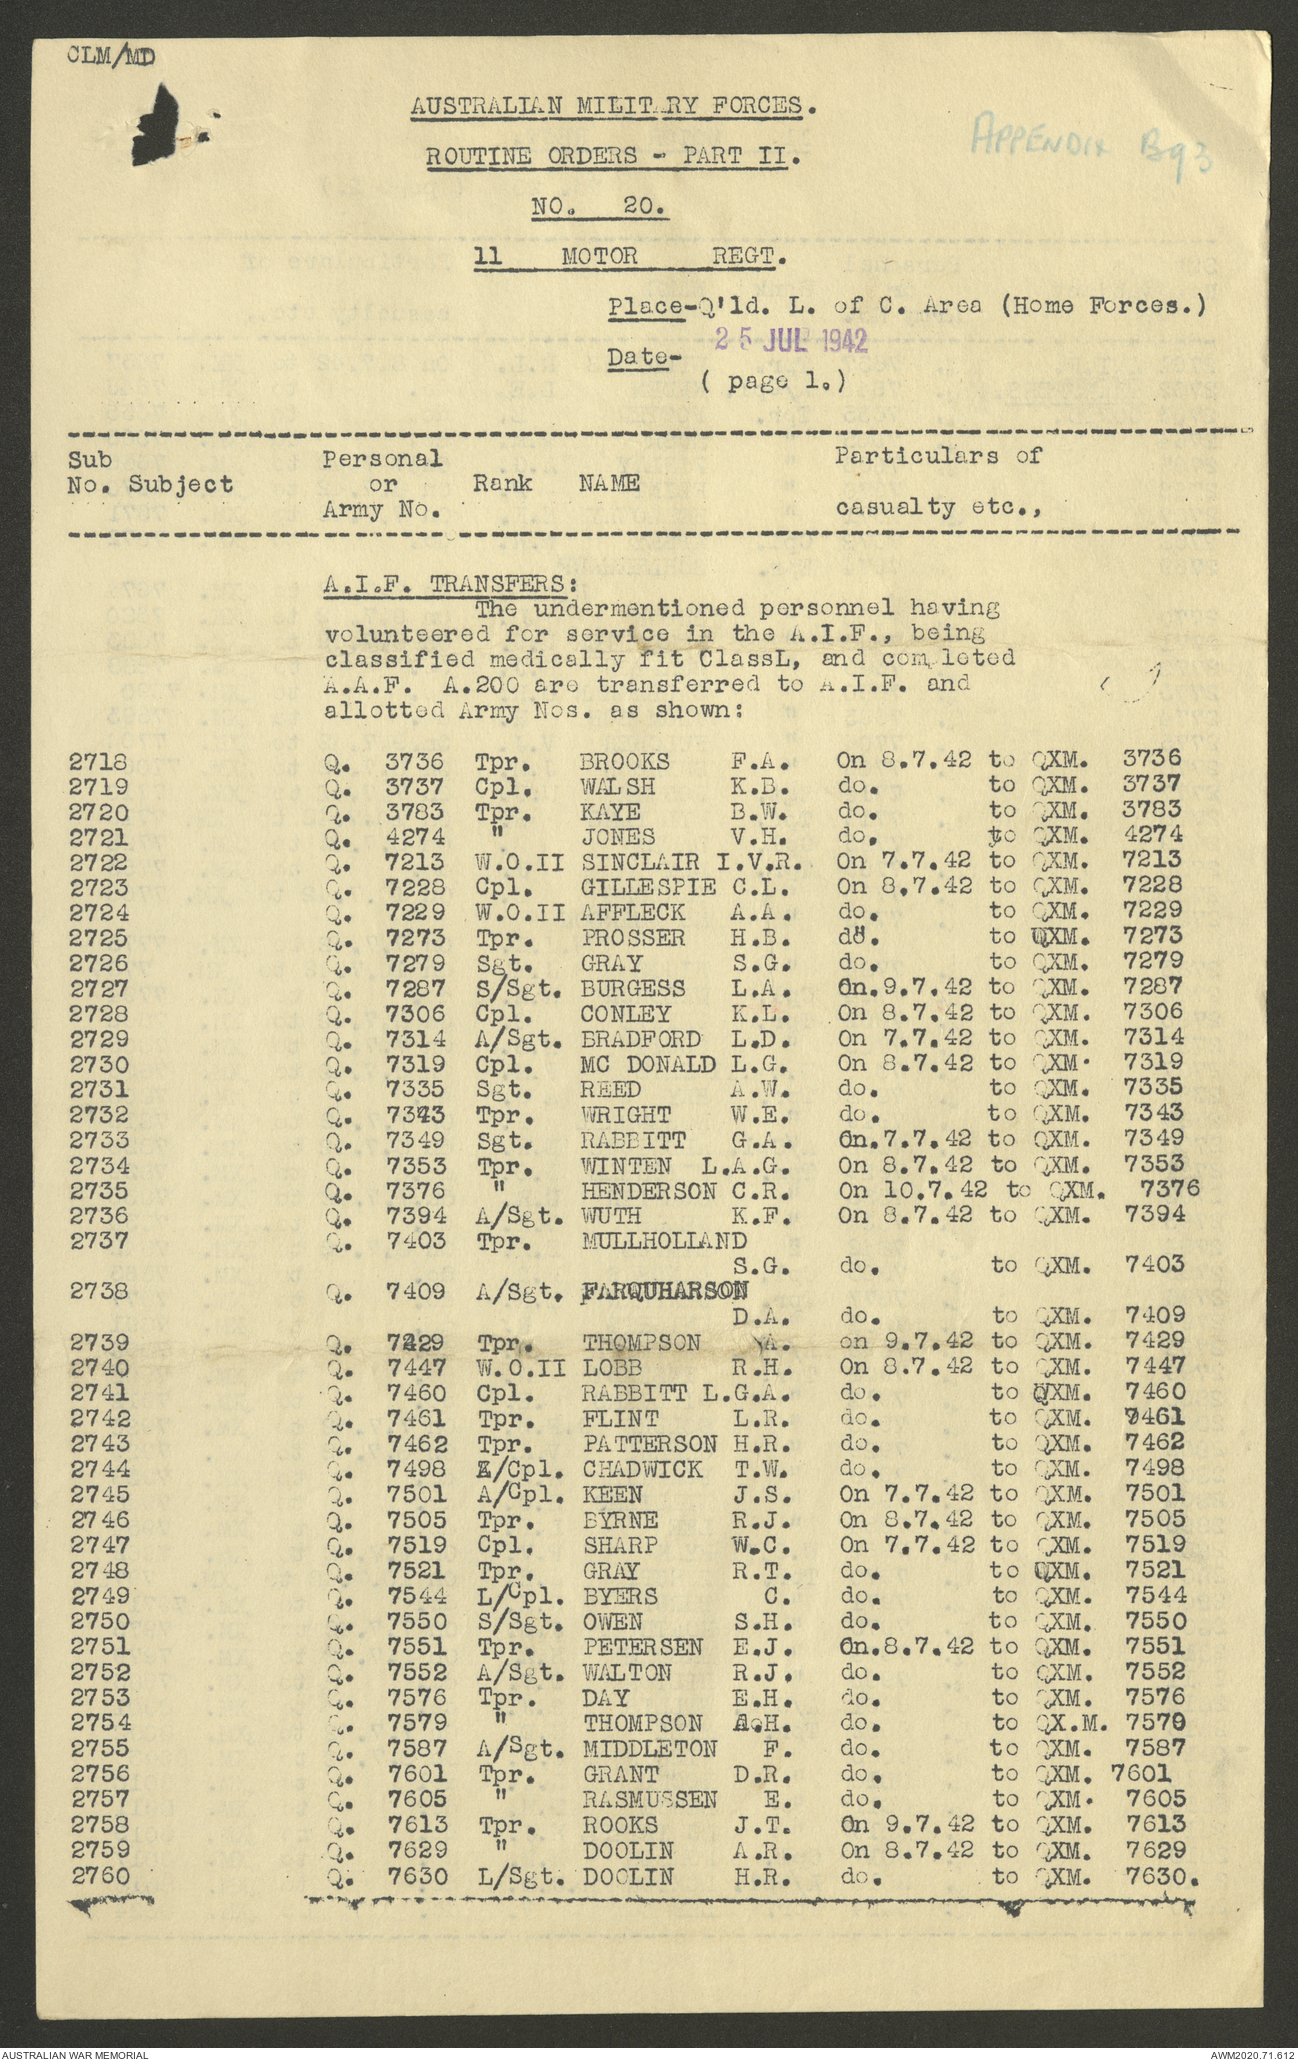 CLM/MD
AUSTRALIAN MILITARY FORCES.
APPENDIX B93
ROUTINE ORDERS - PART II.
NO. 20.
11 MOTOR REGT.
Place-Q'ld. L. of C. Area (Home Forces.)
Date- 25 JUL 1942
( page 1.)
Sub Personal Particulars of
No. Subject or Rank NAME
Army No. casualty etc.,
A.I.F. TRANSFERS:
The undermentioned personnel having
volunteered for service in the A.I.F., being
classified medically fit ClassL, and completed
A.A.F. A.200 are transferred to A.I.F. and
allotted Army Nos. as shown:
2718 Q. 3736 Tpr. BROOKS F.A. On 8.7.42 to QXM. 3736
2719 Q. 3737 Cpl. WALSH K.B. do. to QXM. 3737
2720 Q. 3783 Tpr. KAYE B.W. do. to QXM. 3783
2721 Q. 4274 " JONES V.H. do. to QXM. 4274
2722 Q. 7213 W.O.II SINCLAIR I.V.R. On 7.7.42 to QXM. 7213
2723 Q. 7228 Cpl. GILLESPIE C.L. On 8.7.42 to QXM. 7228
2724 Q. 7229 W.O.II AFFLECK A.A. do. to QXM. 7229
2725 Q. 7273 Tpr. PROSSER H.B. do. to QXM. 7273
2726 Q. 7279 Sgt. GRAY S.G. do. to QXM. 7279
2727 Q. 7287 S/Sgt. BURGESS L.A. On.9.7.42 to QXM. 7287
2728 Q. 7306 Cpl. CONLEY K.L. On 8.7.42 to QXM. 7306
2729 Q. 7314 A/Sgt. BRADFORD L.D. On 7.7.42 to QXM. 7314
2730 Q. 7319 Cpl. MC DONALD L.G. On 8.7.42 to QXM. 7319
2731 Q. 7335 Sgt. REED A.W. do. to QXM. 7335
2732 Q. 7343 Tpr. WRIGHT W.E. do. to QXM. 7343
2733 Q. 7349 Sgt. RABBITT G.A. On.7.7.42 to QXM. 7349
2734 Q. 7353 Tpr. WINTEN L.A.G. On 8.7.42 to QXM. 7353
2735 Q. 7376 " HENDERSON C.R. On 10.7.42 to QXM. 7376
2736 Q. 7394 A/Sgt. WUTH K.F. On 8.7.42 to QXM. 7394
2737 Q. 7403 Tpr. MULLHOLLAND
S.G. do. to QXM. 7403
2738 Q. 7409 A/Sgt. FARQUHARSON
D.A. do. to QXM. 7409
2739 Q. 7429 Tpr. THOMPSON A. on 9.7.42 to QXM. 7429
2740 Q. 7447 W.O.II LOBB R.H. On 8.7.42 to QXM. 7447
2741 Q. 7460 Cpl. RABBITT L.G.A. do. to QXM. 7460
2742 Q. 7461 Tpr. FLINT L.R. do. to QXM. 7461
2743 Q. 7462 Tpr. PATTERSON H.R. do. to QXM. 7462
2744 Q. 7498 A/Cpl. CHADWICK T.W. do. to QXM. 7498
2745 Q. 7501 A/Cpl. KEEN J.S. On 7.7.42 to QXM. 7501
2746 Q. 7505 Tpr. BYRNE R.J. On 8.7.42 to QXM. 7505
2747 Q. 7519 Cpl. SHARP W.C. On 7.7.42 to QXM. 7519
2748 Q. 7521 Tpr. GRAY R.T. do. to QXM. 7521
2749 Q. 7544 L/Cpl. BYERS C. do. to QXM. 7544
2750 Q. 7550 S/Sgt. OWEN S.H. do. to QXM. 7550
2751 Q. 7551 Tpr. PETERSEN E.J. On.8.7.42 to QXM. 7551
2752 Q. 7552 A/Sgt. WALTON R.J. do. to QXM. 7552
2753 Q. 7576 Tpr. DAY E.H. do. to QXM. 7576
2754 Q. 7579 " THOMPSON A.H. do. to QX.M. 7579
2755 Q. 7587 A/Sgt. MIDDLETON F. do. to QXM. 7587
2756 Q. 7601 Tpr. GRANT D.R. do. to QXM. 7601
2757 Q. 7605 " RASMUSSEN E. do. to QXM. 7605
2758 Q. 7613 Tpr. ROOKS J.T. On 9.7.42 to QXM. 7613
2759 Q. 7629 " DOOLIN A.R. On 8.7.42 to QXM. 7629
2760 Q. 7630 L/Sgt. DOOLIN H.R. do. to QXM. 7630.
AUSTRALIAN WAR MEMORIAL AWM2020.71.612